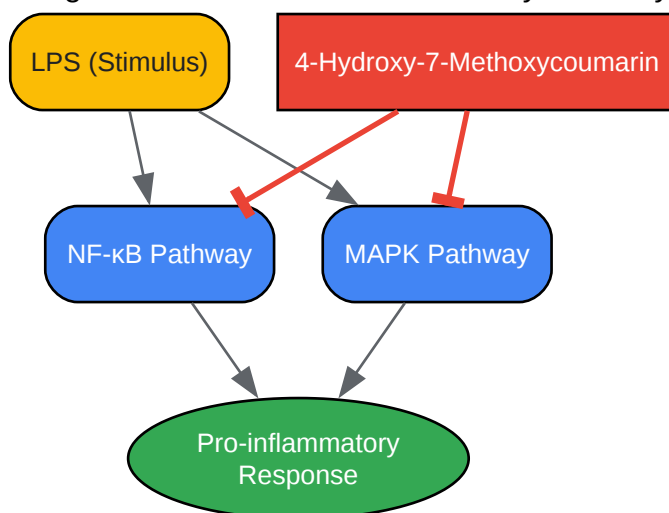 LPS (Stimulus)
4-Hydroxy-7-Methoxycoumarin
NF-κB Pathway
MAPK Pathway
Pro-inflammatory
Response